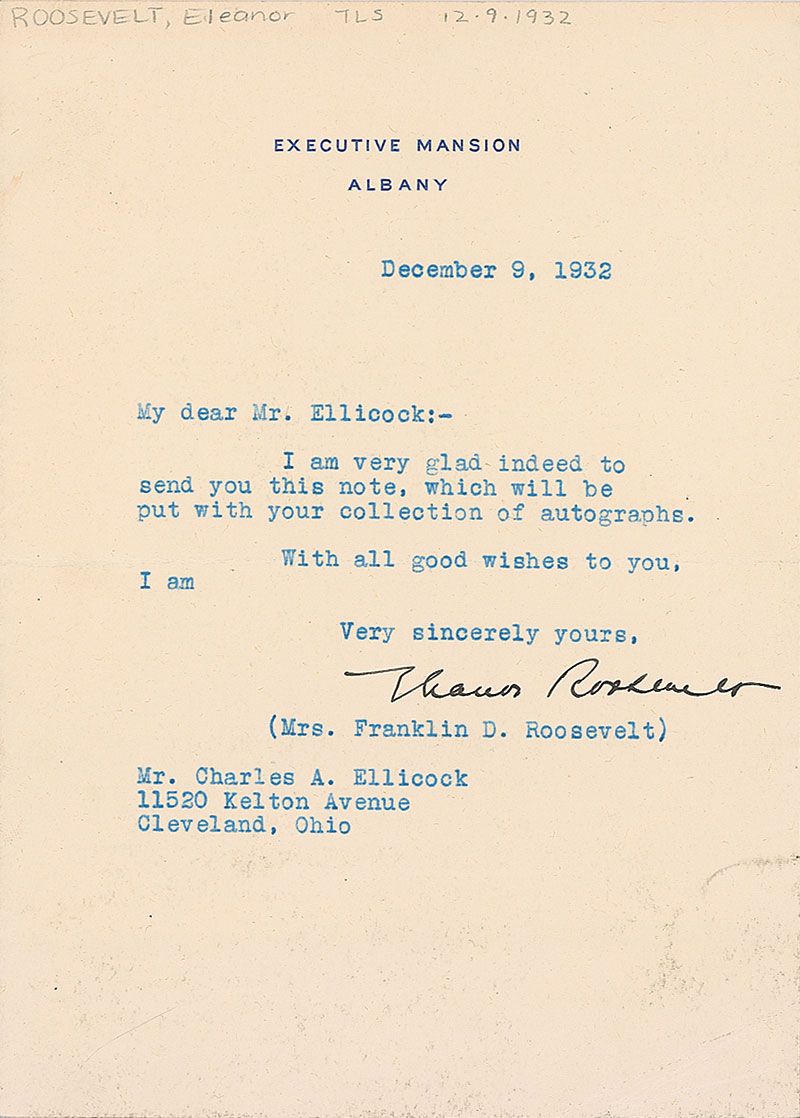 ROOSEVELT, Eleanor TLS 12.9.1932
EXECUTIVE MANSION
ALBANY
December 9, 1932
My dear Mr. Ellicock:-
I am very glad indeed to
send you this note, which will be
put with your collection of autographs.
With all good wishes to you,
I am
Very sincerely yours,
Eleanor Roosevelt
(Mrs. Franklin D. Roosevelt)
Mr. Charles A. Ellicock
11520 Kelton Avenue
Cleveland, Ohio